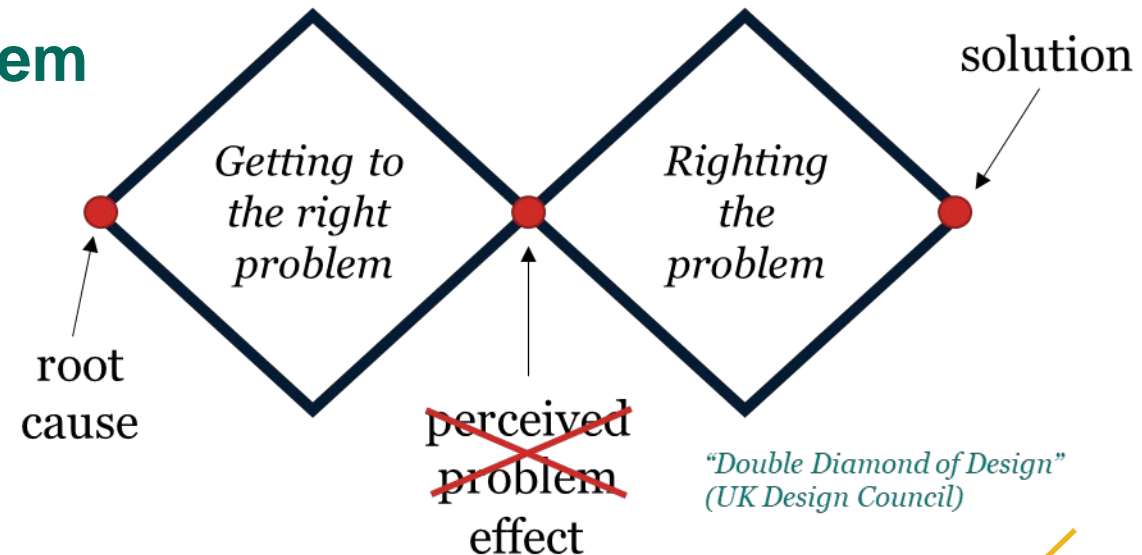 em
solution
Getting to
the right
problem
Righting
the
problem
root
cause
perceived
problem
effect
“Double Diamond of Design”
(UK Design Council)